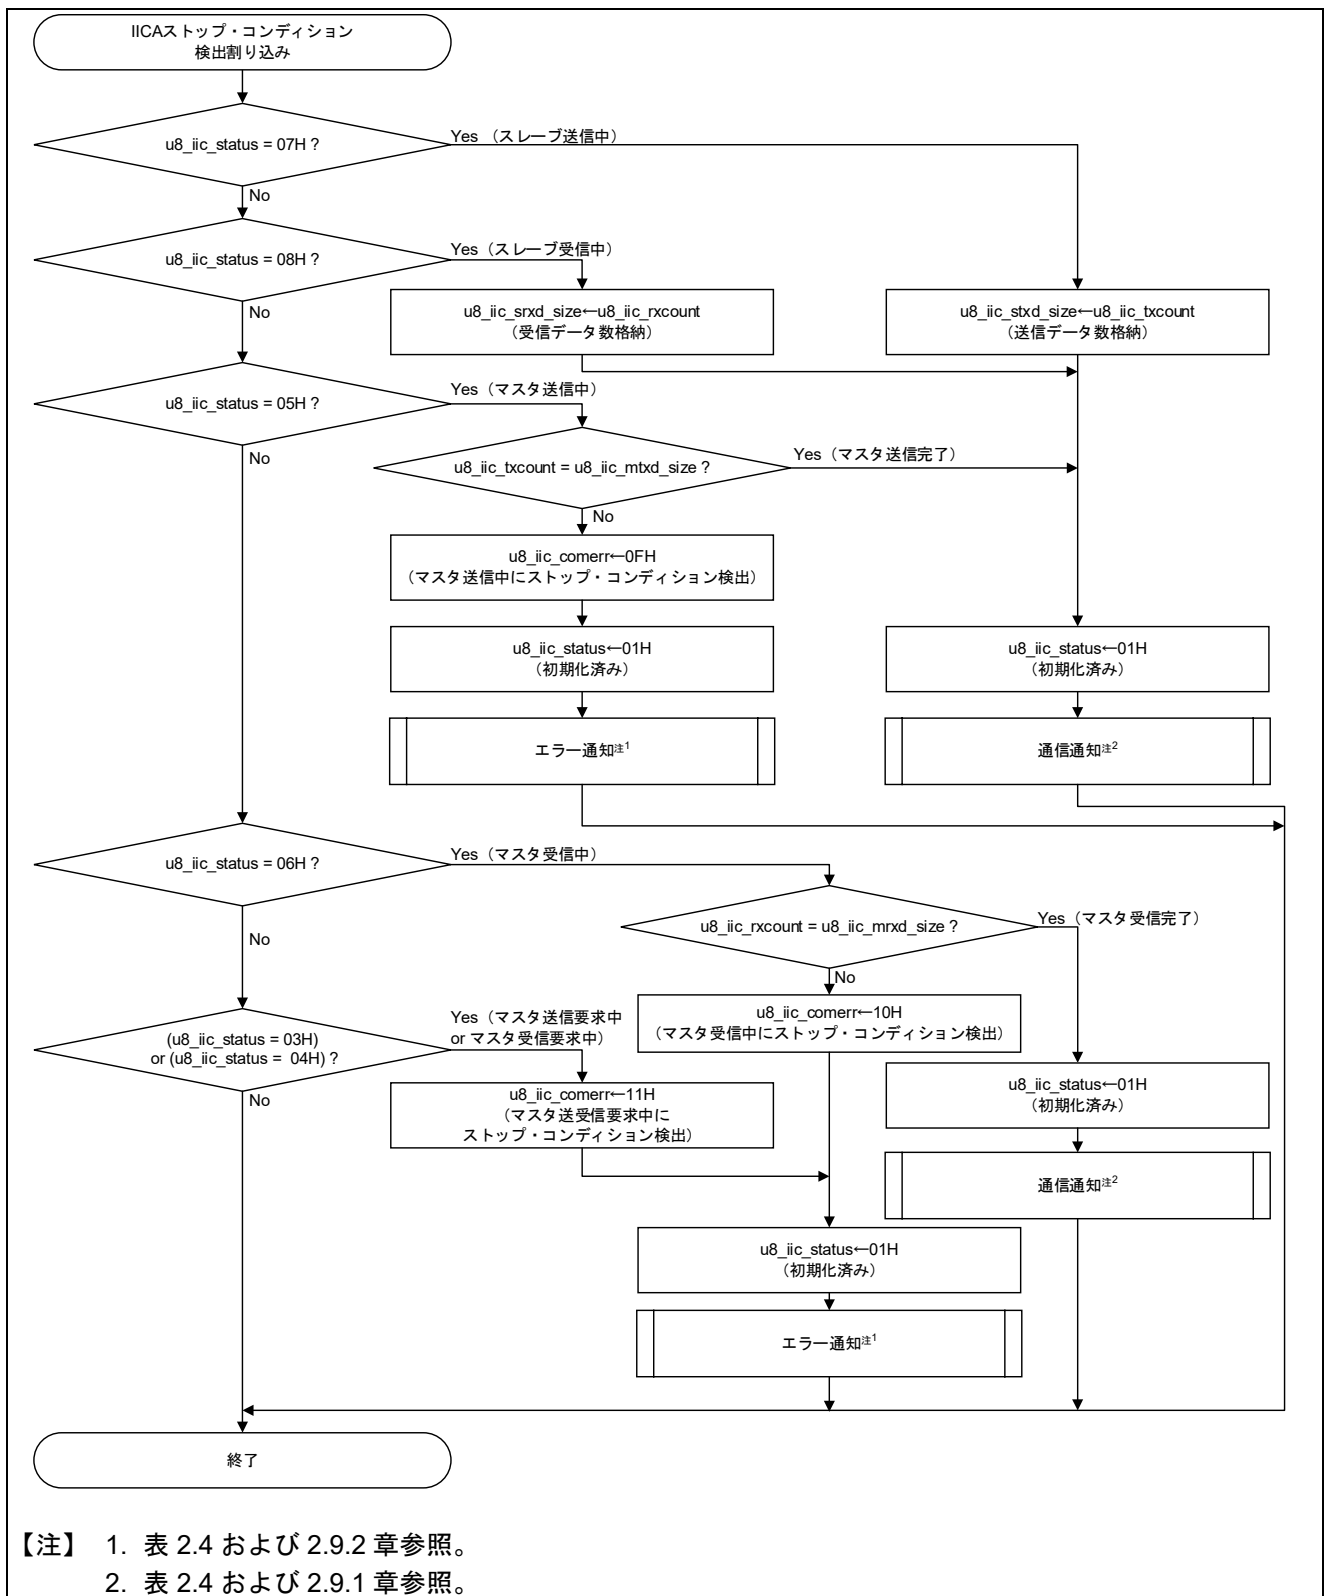 IICAストップ・コンディション
検出割り込み
u8_iic_status = 07H ?
Yes （スレーブ送信中）
No
u8_iic_status = 08H ?
Yes（スレーブ受信中）
No
u8_iic_srxd_size←u8_iic_rxcount
（受信データ数格納）
u8_iic_stxd_size←u8_iic_txcount
（送信データ数格納）
u8_iic_status = 05H ?
Yes（マスタ送信中）
No
u8_iic_txcount = u8_iic_mtxd_size ?
Yes（マスタ送信完了）
No
u8_iic_comerr←0FH
（マスタ送信中にストップ・コンディション検出）
u8_iic_status←01H
（初期化済み）
u8_iic_status←01H
（初期化済み）
エラー通知注1
通信通知注2
u8_iic_status = 06H ?
Yes（マスタ受信中）
No
u8_iic_rxcount = u8_iic_mrxd_size ?
Yes（マスタ受信完了）
No
u8_iic_comerr←10H
（マスタ受信中にストップ・コンディション検出）
(u8_iic_status = 03H)
or (u8_iic_status = 04H) ?
Yes（マスタ送信要求中
or マスタ受信要求中）
No
u8_iic_comerr←11H
（マスタ送受信要求中に
ストップ・コンディション検出）
u8_iic_status←01H
（初期化済み）
通信通知注2
u8_iic_status←01H
（初期化済み）
エラー通知注1
終了
【注】 1. 表 2.4 および 2.9.2 章参照。
2. 表 2.4 および 2.9.1 章参照。